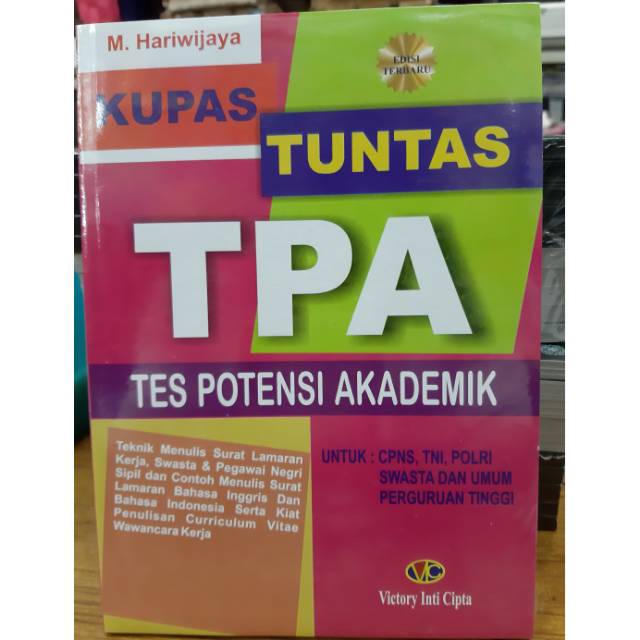 M. Hariwijaya
EDISI
TERBARU
KUPAS
TUNTAS
TPA
TES POTENSI AKADEMIK
Teknik Menulis Surat Lamaran
Kerja, Swasta & Pegawai Negri
Sipil dan Contoh Menulis Surat
Lamaran Bahasa Inggris Dan
Bahasa Indonesia Serta Kiat
Penulisan Curriculum Vitae
Wawancara Kerja
UNTUK : CPNS, TNI, POLRI
SWASTA DAN UMUM
PERGURUAN TINGGI
VC
Victory Inti Cipta